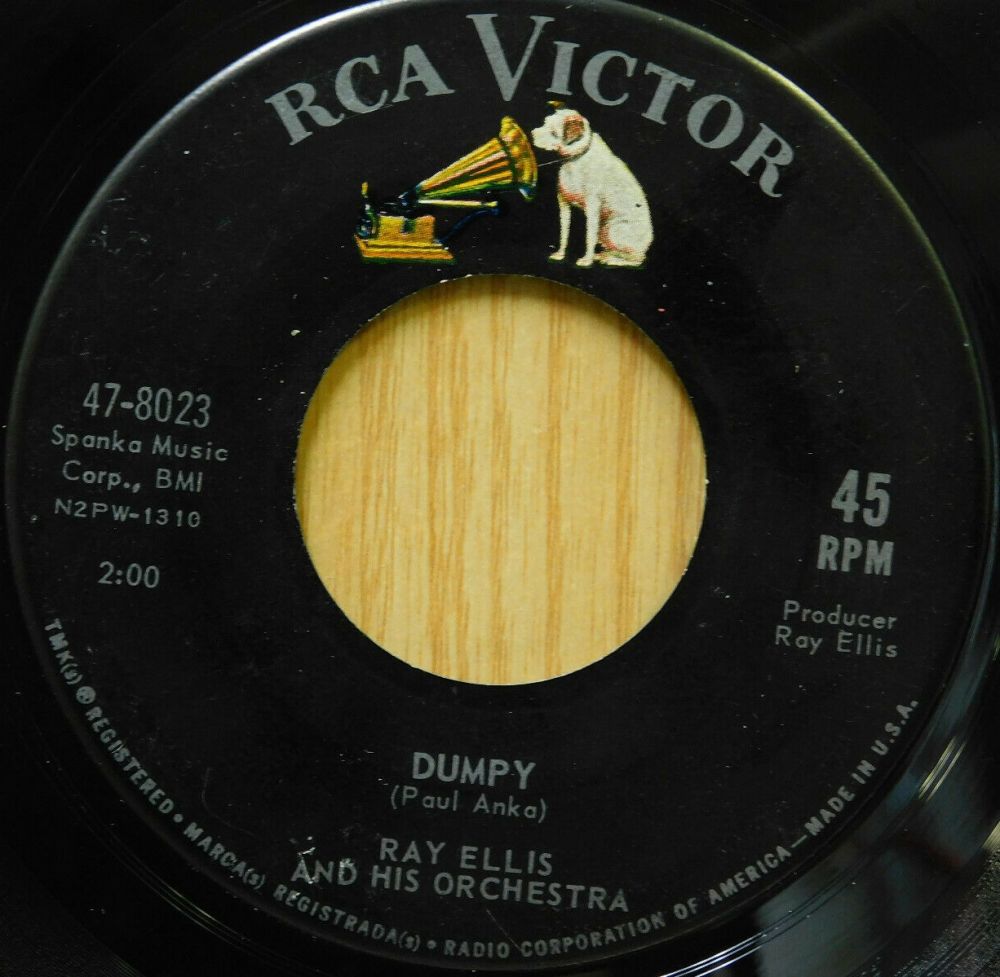 RCA VICTOR
47-8023
Spanka Music
Corp., BMI
N2PW-1310
2:00
45
RPM
Producer
Ray Ellis
DUMPY
(Paul Anka)
RAY ELLIS
AND HIS ORCHESTRA
TMK(s) ® REGISTERED • MARCA(s) REGISTRADA(s) • RADIO CORPORATION OF AMERICA—MADE IN U.S.A.